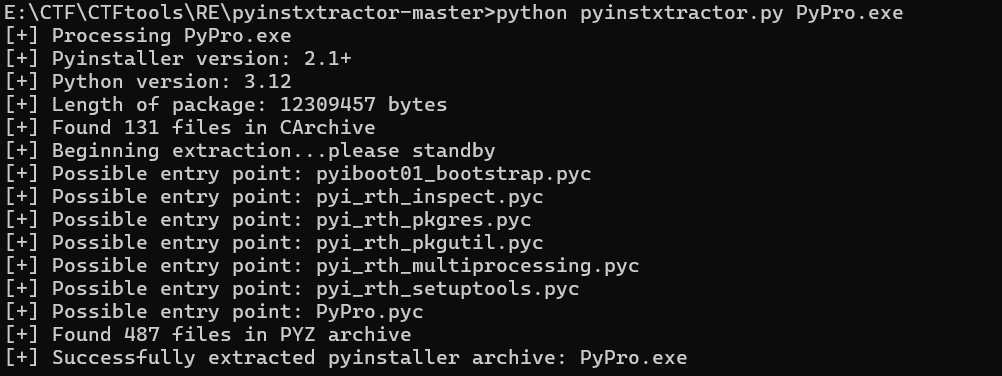 E:\CTF\CTFtools\RE\pyinstxtractor-master>python pyinstxtractor.py PyPro.exe
[+] Processing PyPro.exe
[+] Pyinstaller version: 2.1+
[+] Python version: 3.12
[+] Length of package: 12309457 bytes
[+] Found 131 files in CArchive
[+] Beginning extraction...please standby
[+] Possible entry point: pyiboot01_bootstrap.pyc
[+] Possible entry point: pyi_rth_inspect.pyc
[+] Possible entry point: pyi_rth_pkgres.pyc
[+] Possible entry point: pyi_rth_pkgutil.pyc
[+] Possible entry point: pyi_rth_multiprocessing.pyc
[+] Possible entry point: pyi_rth_setuptools.pyc
[+] Possible entry point: PyPro.pyc
[+] Found 487 files in PYZ archive
[+] Successfully extracted pyinstaller archive: PyPro.exe